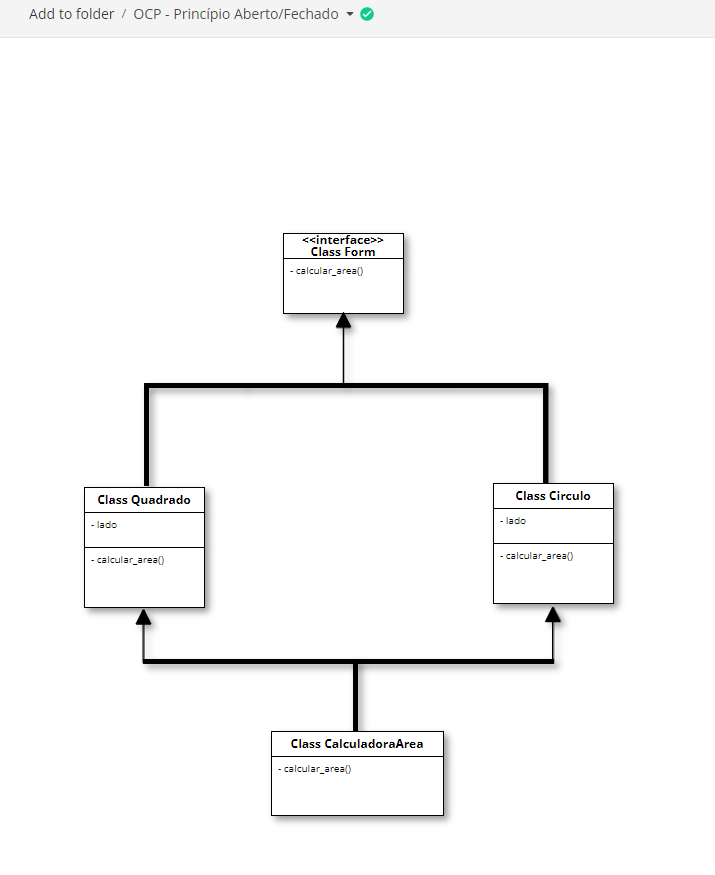 Add to folder / OCP - Princípio Aberto/Fechado
<<interface>>
Class Form
- calcular_area()
Class Quadrado
- lado
- calcular_area()
Class Circulo
- lado
- calcular_area()
Class CalculadoraArea
- calcular_area()